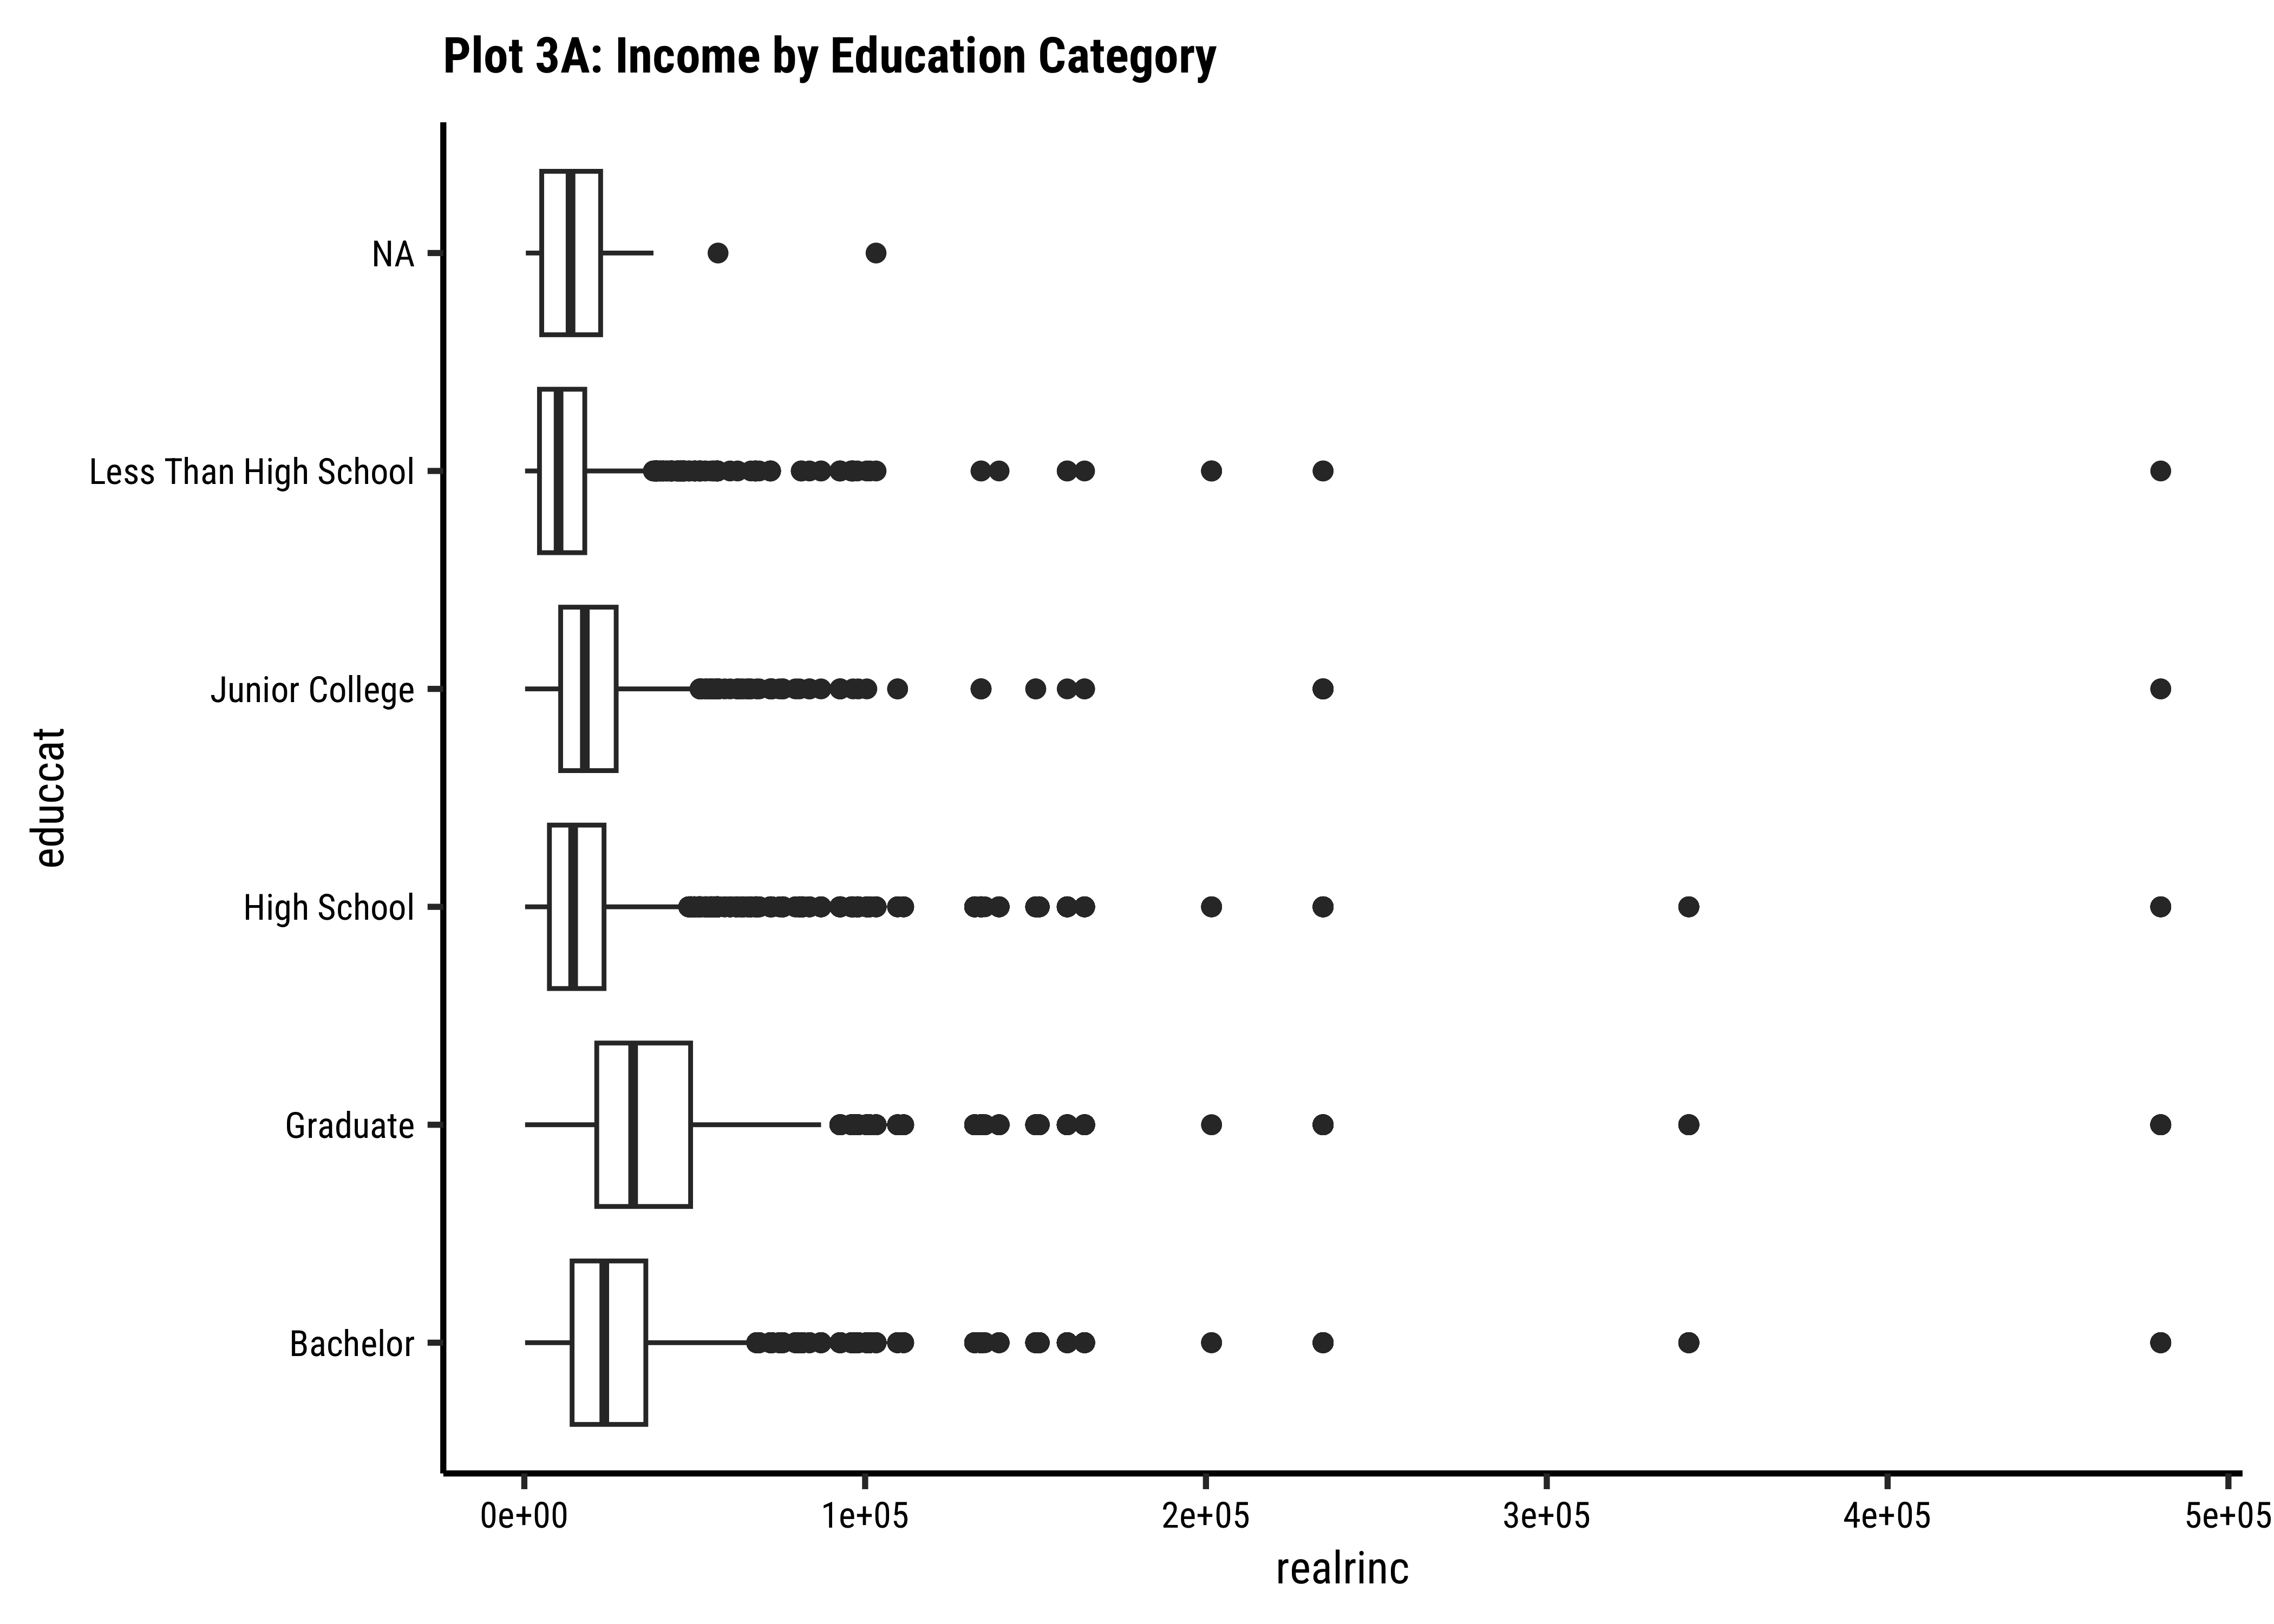 Plot 3A: Income by Education Category
NA
Less Than High School
Junior College
High School
Graduate
Bachelor
educcat
0e+00 1e+05 2e+05 3e+05 4e+05 5e+05
realrinc